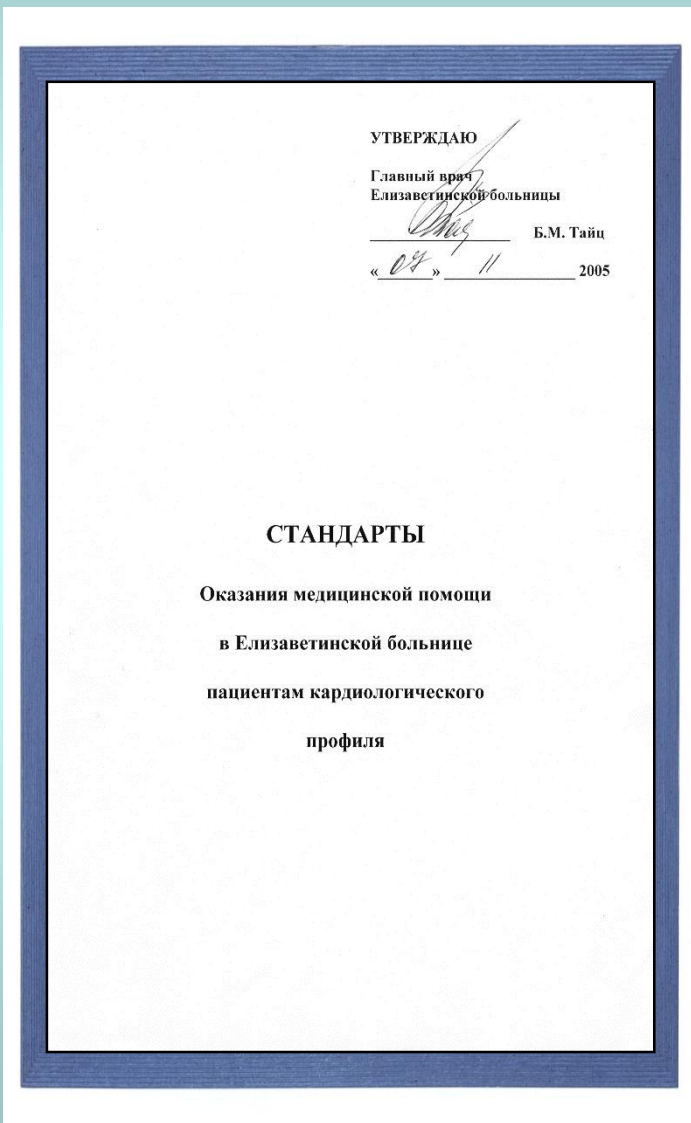 УТВЕРЖДАЮ
Главный врач
Елизаветинской больницы
Б.М. Тайц
« 07 » 11 2005
СТАНДАРТЫ
Оказания медицинской помощи
в Елизаветинской больнице
пациентам кардиологического
профиля